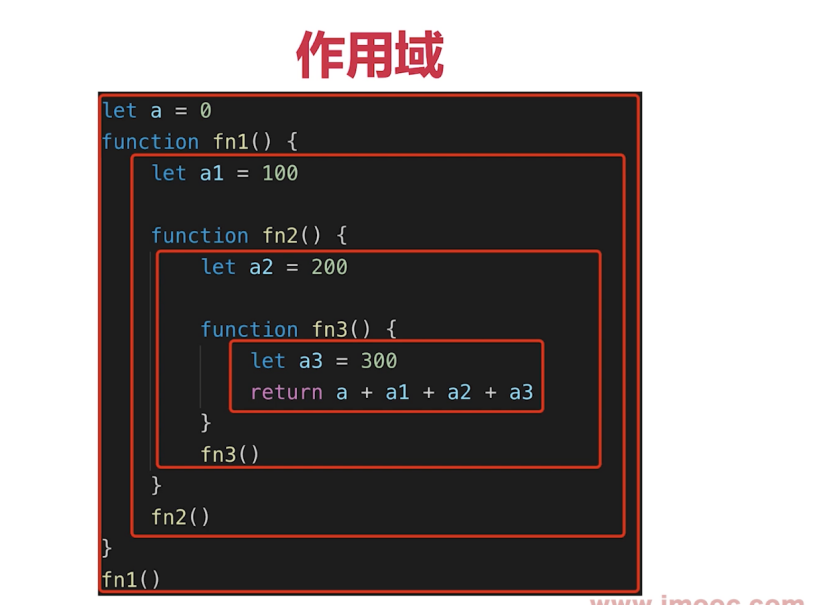 作用域
let a = 0
function fn1() {
    let a1 = 100
    function fn2() {
        let a2 = 200
        function fn3() {
            let a3 = 300
            return a + a1 + a2 + a3
        }
        fn3()
    }
    fn2()
}
fn1()